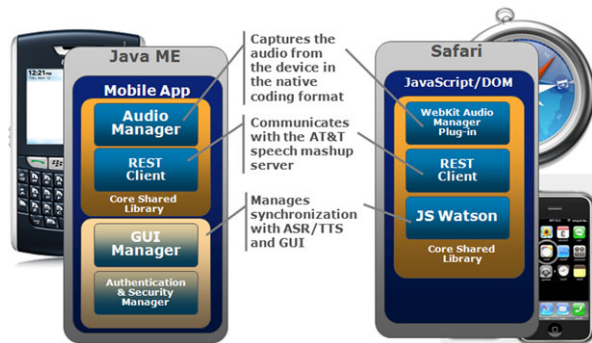 Java ME
Mobile App
Audio
Manager
REST
Client
Core Shared
Library
GUI
Manager
Authentication
& Security
Manager
12:21
Captures the
audio from
the device in
the native
coding format
Communicates
with the AT&T
speech mashup
server
Manages
synchronization
with ASR/TTS
and GUI
Safari
JavaScript/DOM
WebKit Audio
Manager
Plug-in
REST
Client
JS Watson
Core Shared
Library